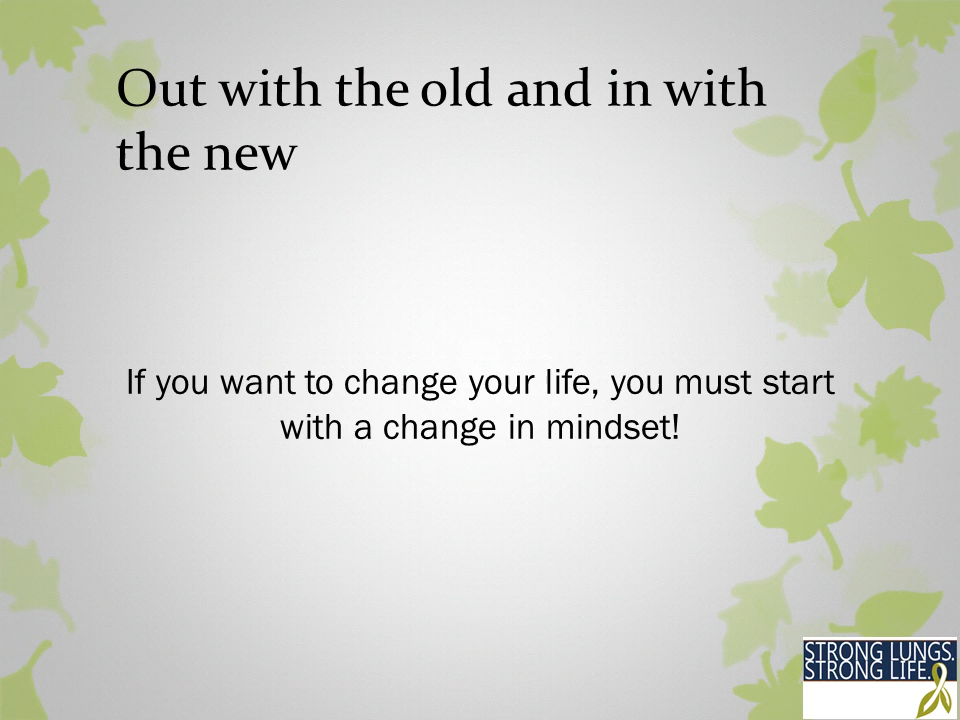 Out with the old and in with
the new
If you want to change your life, you must start
with a change in mindset!
STRONG LUNGS.
STRONG LIFE.